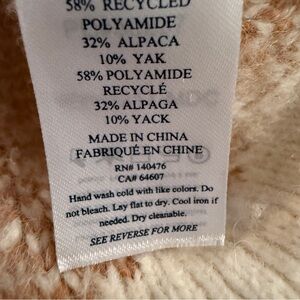 58% RECYCLED
POLYAMIDE
32% ALPACA
10% YAK
58% POLYAMIDE
RECYCLÉ
32% ALPAGA
10% YACK
MADE IN CHINA
FABRIQUÉ EN CHINE
RN# 140476
CA# 64607
Hand wash cold with like colors. Do
not bleach. Lay flat to dry. Cool iron if
needed. Dry cleanable.
SEE REVERSE FOR MORE